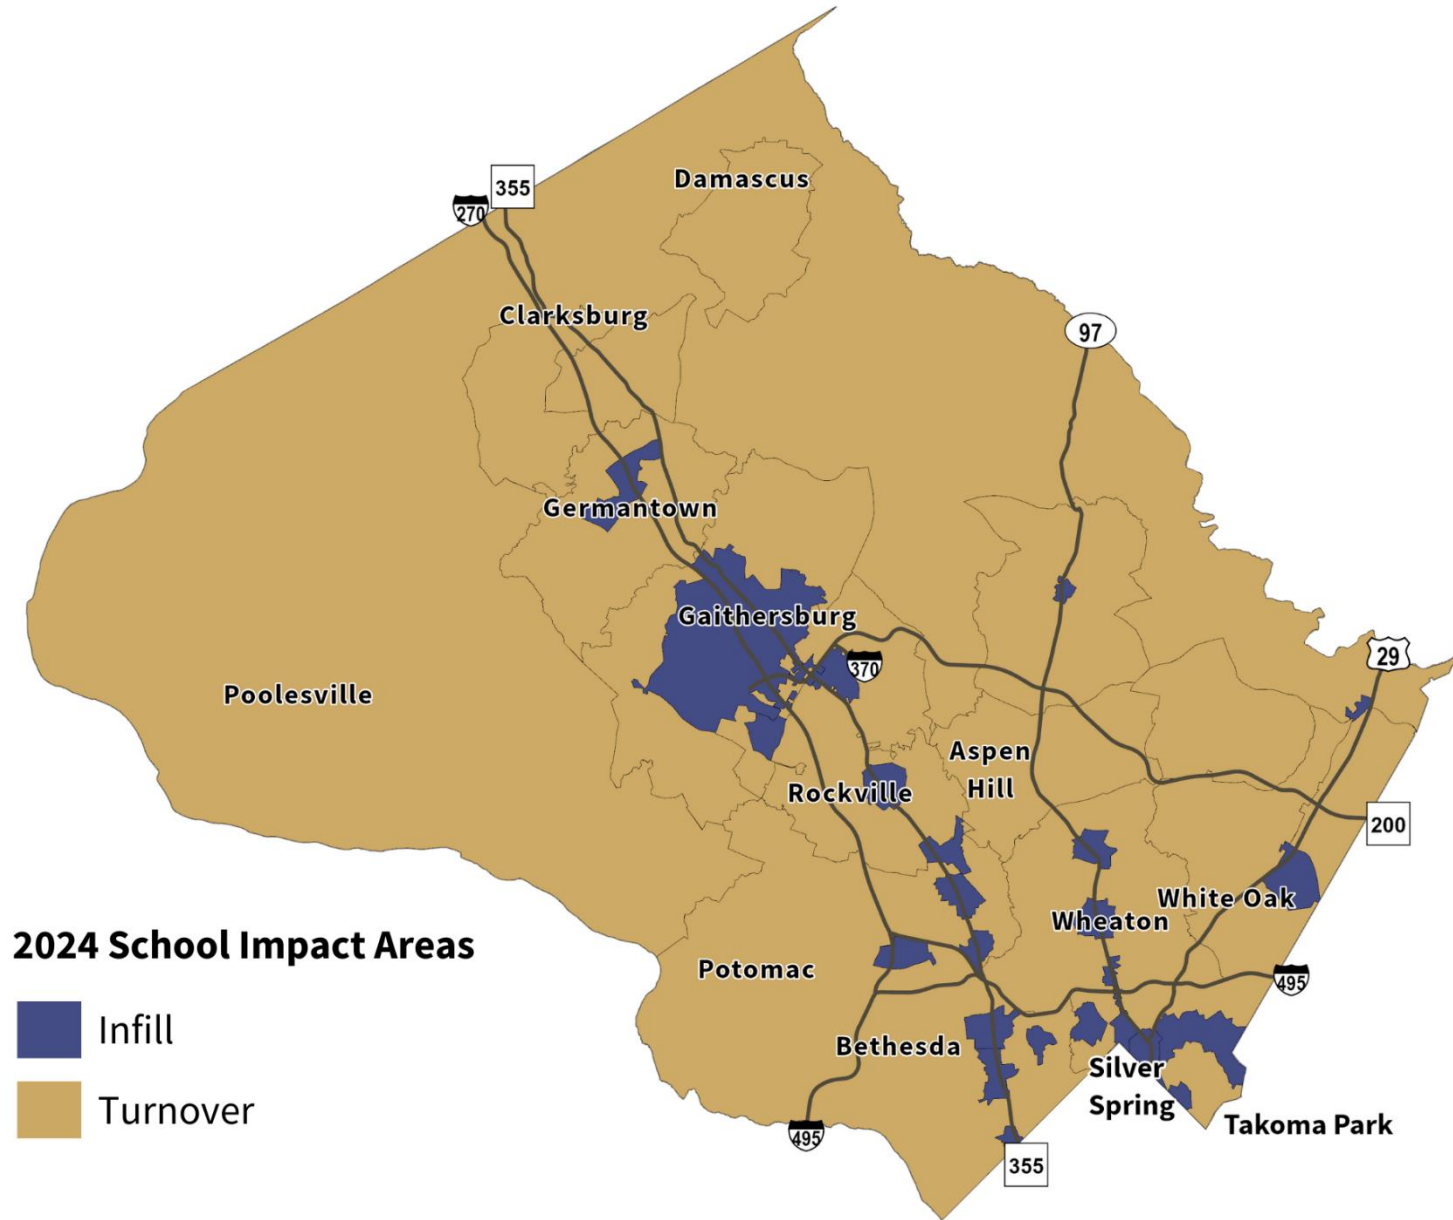 Damascus
355
270
Clarksburg
97
Germantown
Gaithersburg
370
29
Poolesville
Aspen
Hill
Rockville
200
White Oak
Wheaton
2024 School Impact Areas
Potomac
495
Infill
Bethesda
Silver
Spring
Turnover
Takoma Park
495
355